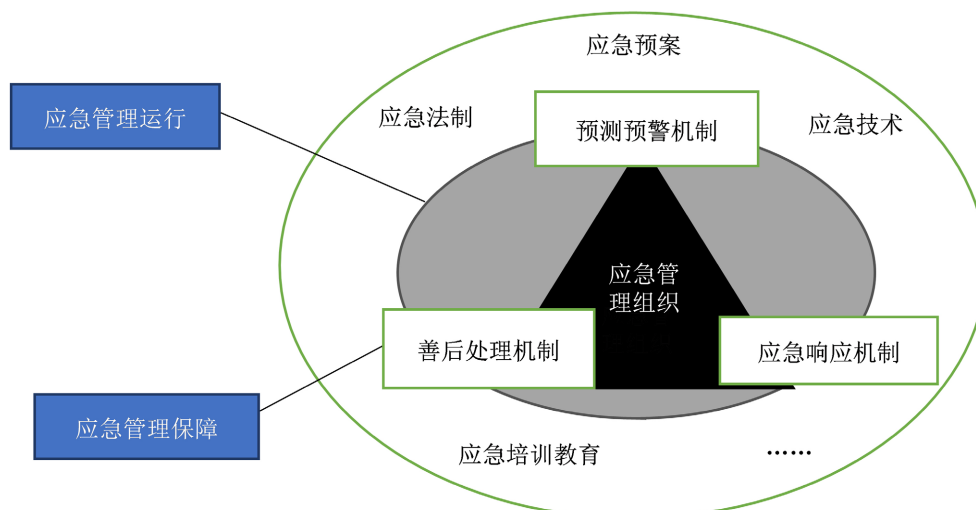 应急预案
应急管理运行
应急法制
预测预警机制
应急技术
应急管
理组织
善后处理机制
应急响应机制
应急管理保障
应急培训教育
……